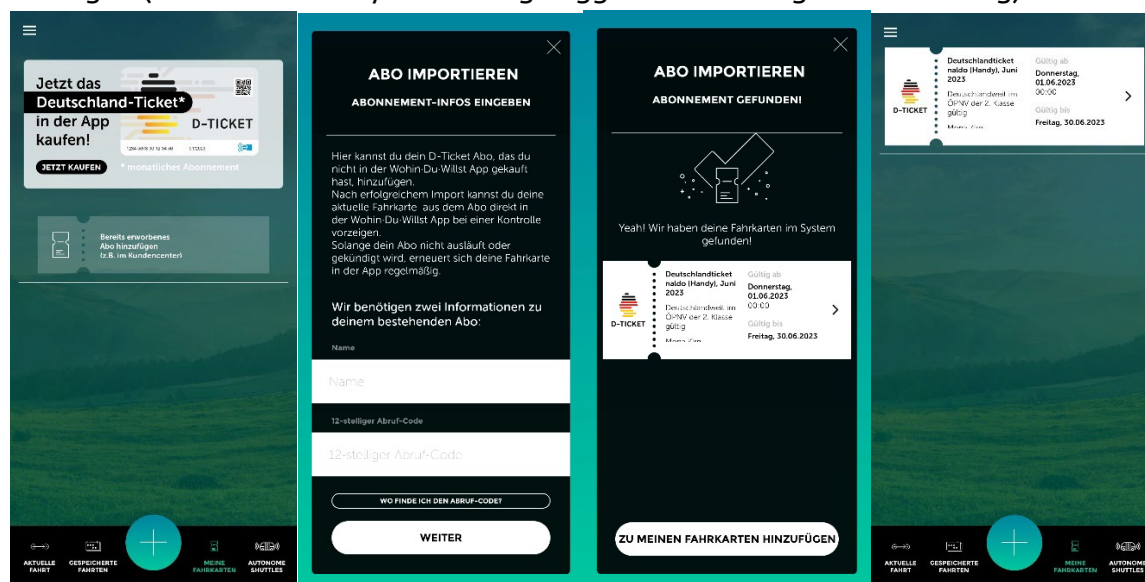 Jetzt das
Deutschland-Ticket*
in der App
kaufen!
D-TICKET
JETZT KAUFEN
* monatliches Abonnement
Bereits erworbenes
Abo hinzufügen
(z.B. im Kundencenter)
AKTUELLE
FAHRT
GESPEICHERTE
FAHRTEN
MEINE
FAHRKARTEN
AUTONOME
SHUTTLES
ABO IMPORTIEREN
ABONNEMENT-INFOS EINGEBEN
Hier kannst du dein D-Ticket Abo, das du
nicht in der Wohin-Du-Willst App gekauft
hast, hinzufügen.
Nach erfolgreichem Import kannst du deine
aktuelle Fahrkarte aus dem Abo direkt in
der Wohin-Du-Willst App bei einer Kontrolle
vorzeigen.
Solange dein Abo nicht ausläuft oder
gekündigt wird, erneuert sich deine Fahrkarte
in der App regelmäßig.
Wir benötigen zwei Informationen zu
deinem bestehenden Abo:
Name
Name
12-stelliger Abruf-Code
12-stelliger Abruf-Code
WO FINDE ICH DEN ABRUF-CODE?
WEITER
ABO IMPORTIEREN
ABONNEMENT GEFUNDEN!
Yeah! Wir haben deine Fahrkarten im System
gefunden!
D-TICKET
Deutschlandticket
naldo (Handy), Juni
2023
Deutschlandweit im
ÖPNV der 2. Klasse
gültig
Gültig ab
Donnerstag,
01.06.2023
00:00
Gültig bis
Freitag, 30.06.2023
ZU MEINEN FAHRKARTEN HINZUFÜGEN
D-TICKET
Deutschlandticket
naldo (Handy), Juni
2023
Deutschlandweit im
ÖPNV der 2. Klasse
gültig
Gültig ab
Donnerstag,
01.06.2023
00:00
Gültig bis
Freitag, 30.06.2023
AKTUELLE
FAHRT
GESPEICHERTE
FAHRTEN
MEINE
FAHRKARTEN
AUTONOME
SHUTTLES